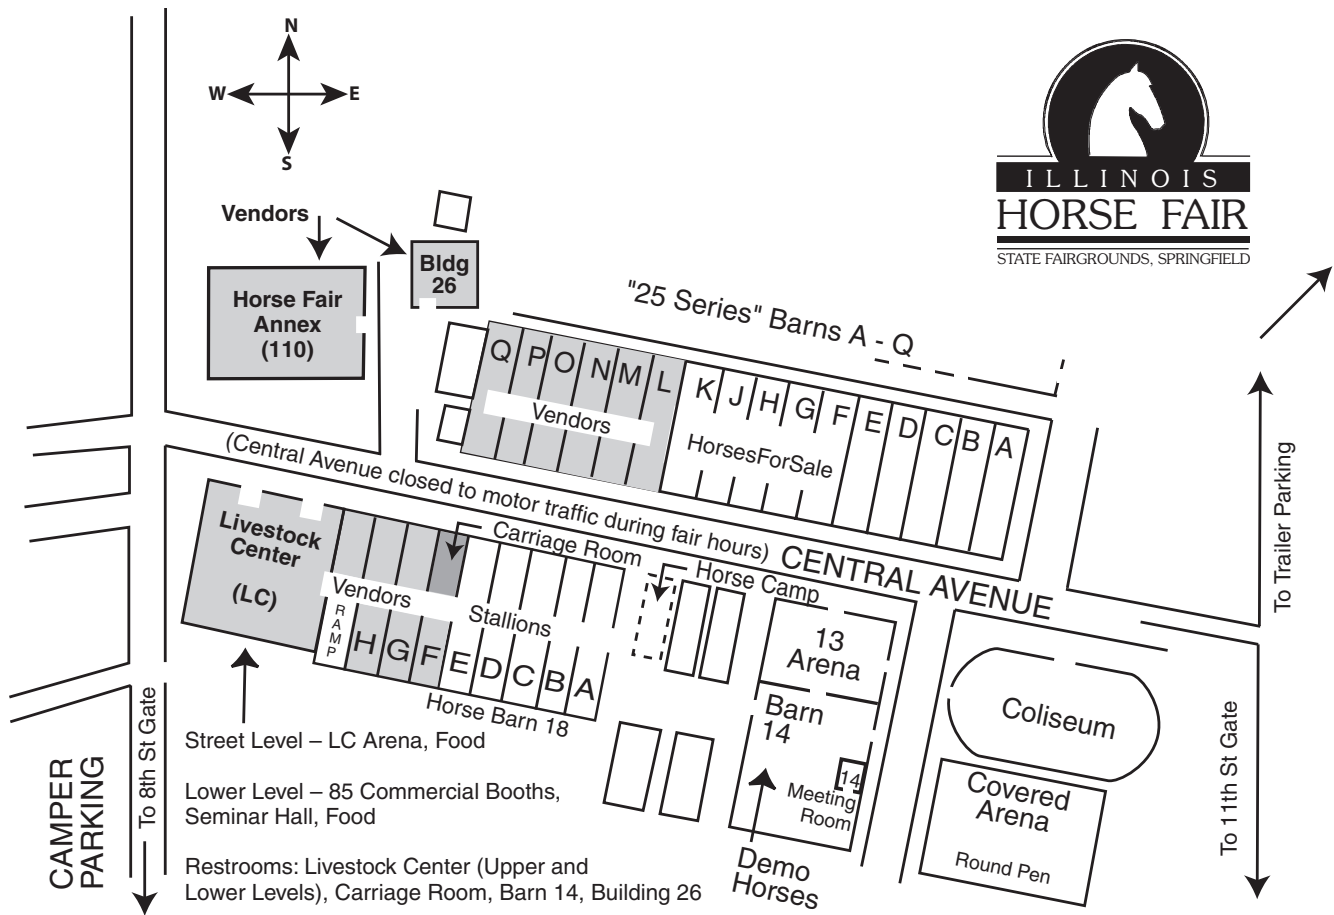 N
W E
S
ILLINOIS
HORSE FAIR
STATE FAIRGROUNDS, SPRINGFIELD
Vendors
Bldg
26
Horse Fair
Annex
(110)
"25 Series" Barns A - Q
Q P O N M L K J H G F E D C B A
Vendors
HorsesForSale
(Central Avenue closed to motor traffic during fair hours)
CENTRAL AVENUE
To Trailer Parking
Livestock
Center
(LC)
Carriage Room
Horse Camp
Vendors
Stallions
RAMP
H G F E D C B A
Horse Barn 18
13
Arena
Barn
14
14
Meeting
Room
Demo
Horses
Coliseum
Covered
Arena
Round Pen
To 11th St Gate
To 8th St Gate
CAMPER
PARKING
Street Level – LC Arena, Food
Lower Level – 85 Commercial Booths,
Seminar Hall, Food
Restrooms: Livestock Center (Upper and
Lower Levels), Carriage Room, Barn 14, Building 26